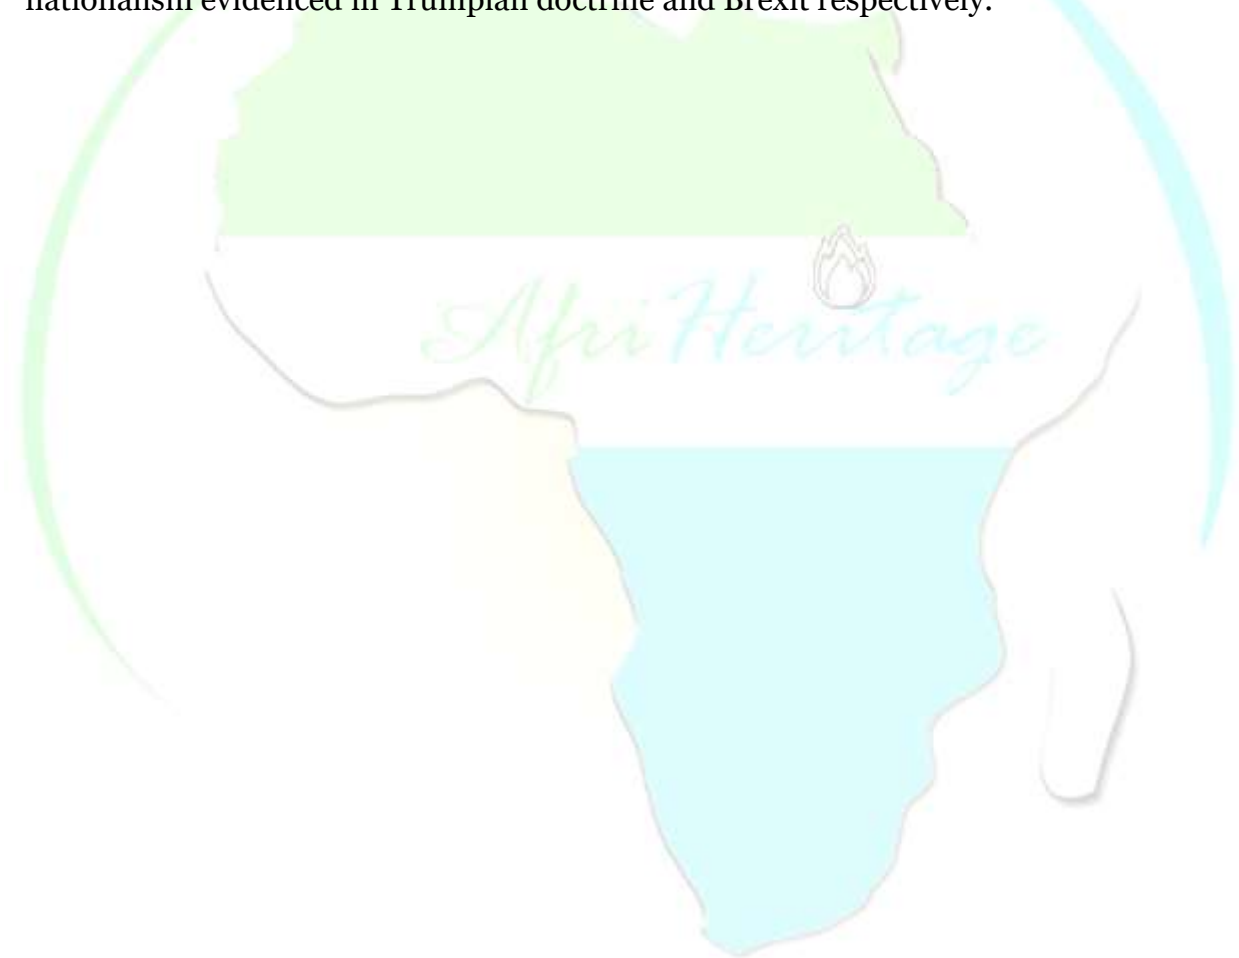 nationalism evidenced in Trumpian doctrine and Brexit respectively.
AfriHeritage